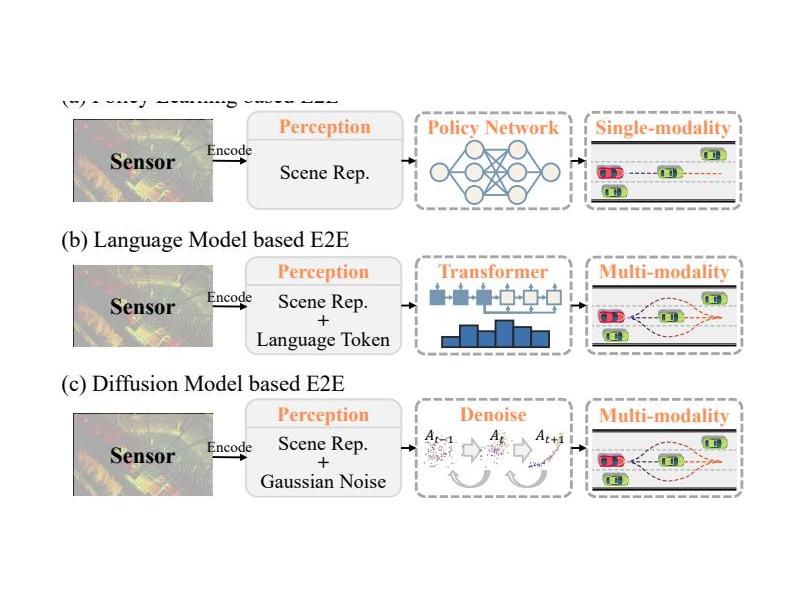 (a) Policy Learning based E2E
Perception
Policy Network
Single-modality
Sensor
Encode
Scene Rep.
(b) Language Model based E2E
Perception
Transformer
Multi-modality
Sensor
Encode
Scene Rep.
+
Language Token
(c) Diffusion Model based E2E
Perception
Denoise
Multi-modality
Sensor
Encode
Scene Rep.
+
Gaussian Noise
A_{t-1}
A_t
A_{t+1}